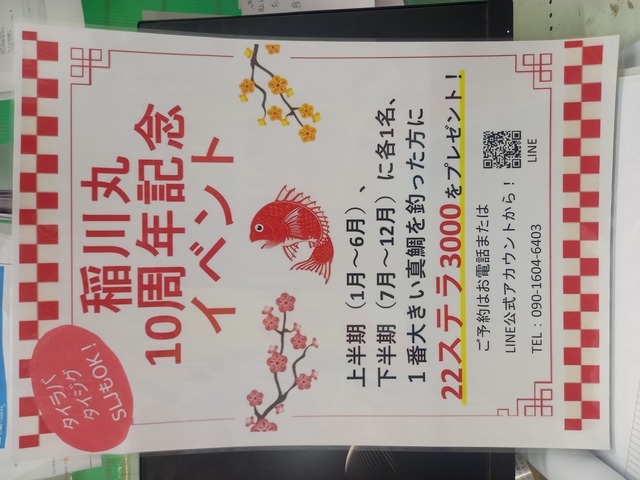 稲川丸
10周年記念
イベント
タイラバ
タイジグ
SLJもOK!
上半期（1月～6月）、
下半期（7月～12月）に各1名、
1番大きい真鯛を釣った方に
22ステラ3000をプレゼント!
ご予約はお電話または
LINE公式アカウントから!
TEL：090-1604-6403
LINE